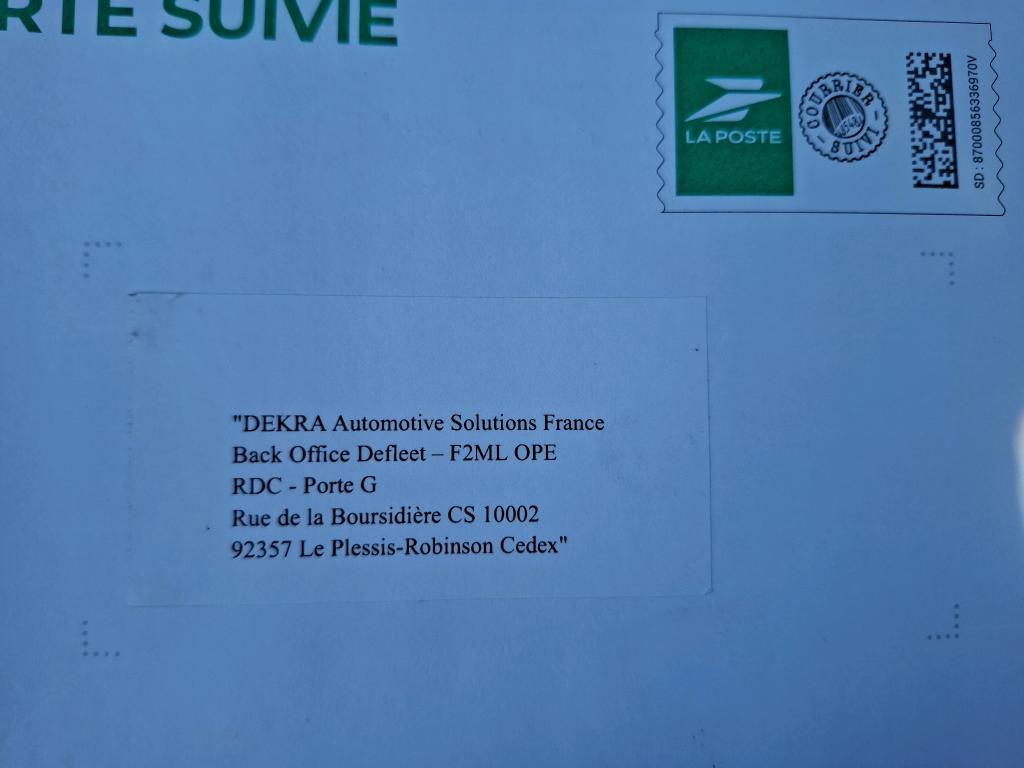 RTE SUIVIE
LA POSTE
COURRIER
SUIVI
SD : 87000856336970V
"DEKRA Automotive Solutions France
Back Office Defleet – F2ML OPE
RDC - Porte G
Rue de la Boursidière CS 10002
92357 Le Plessis-Robinson Cedex"